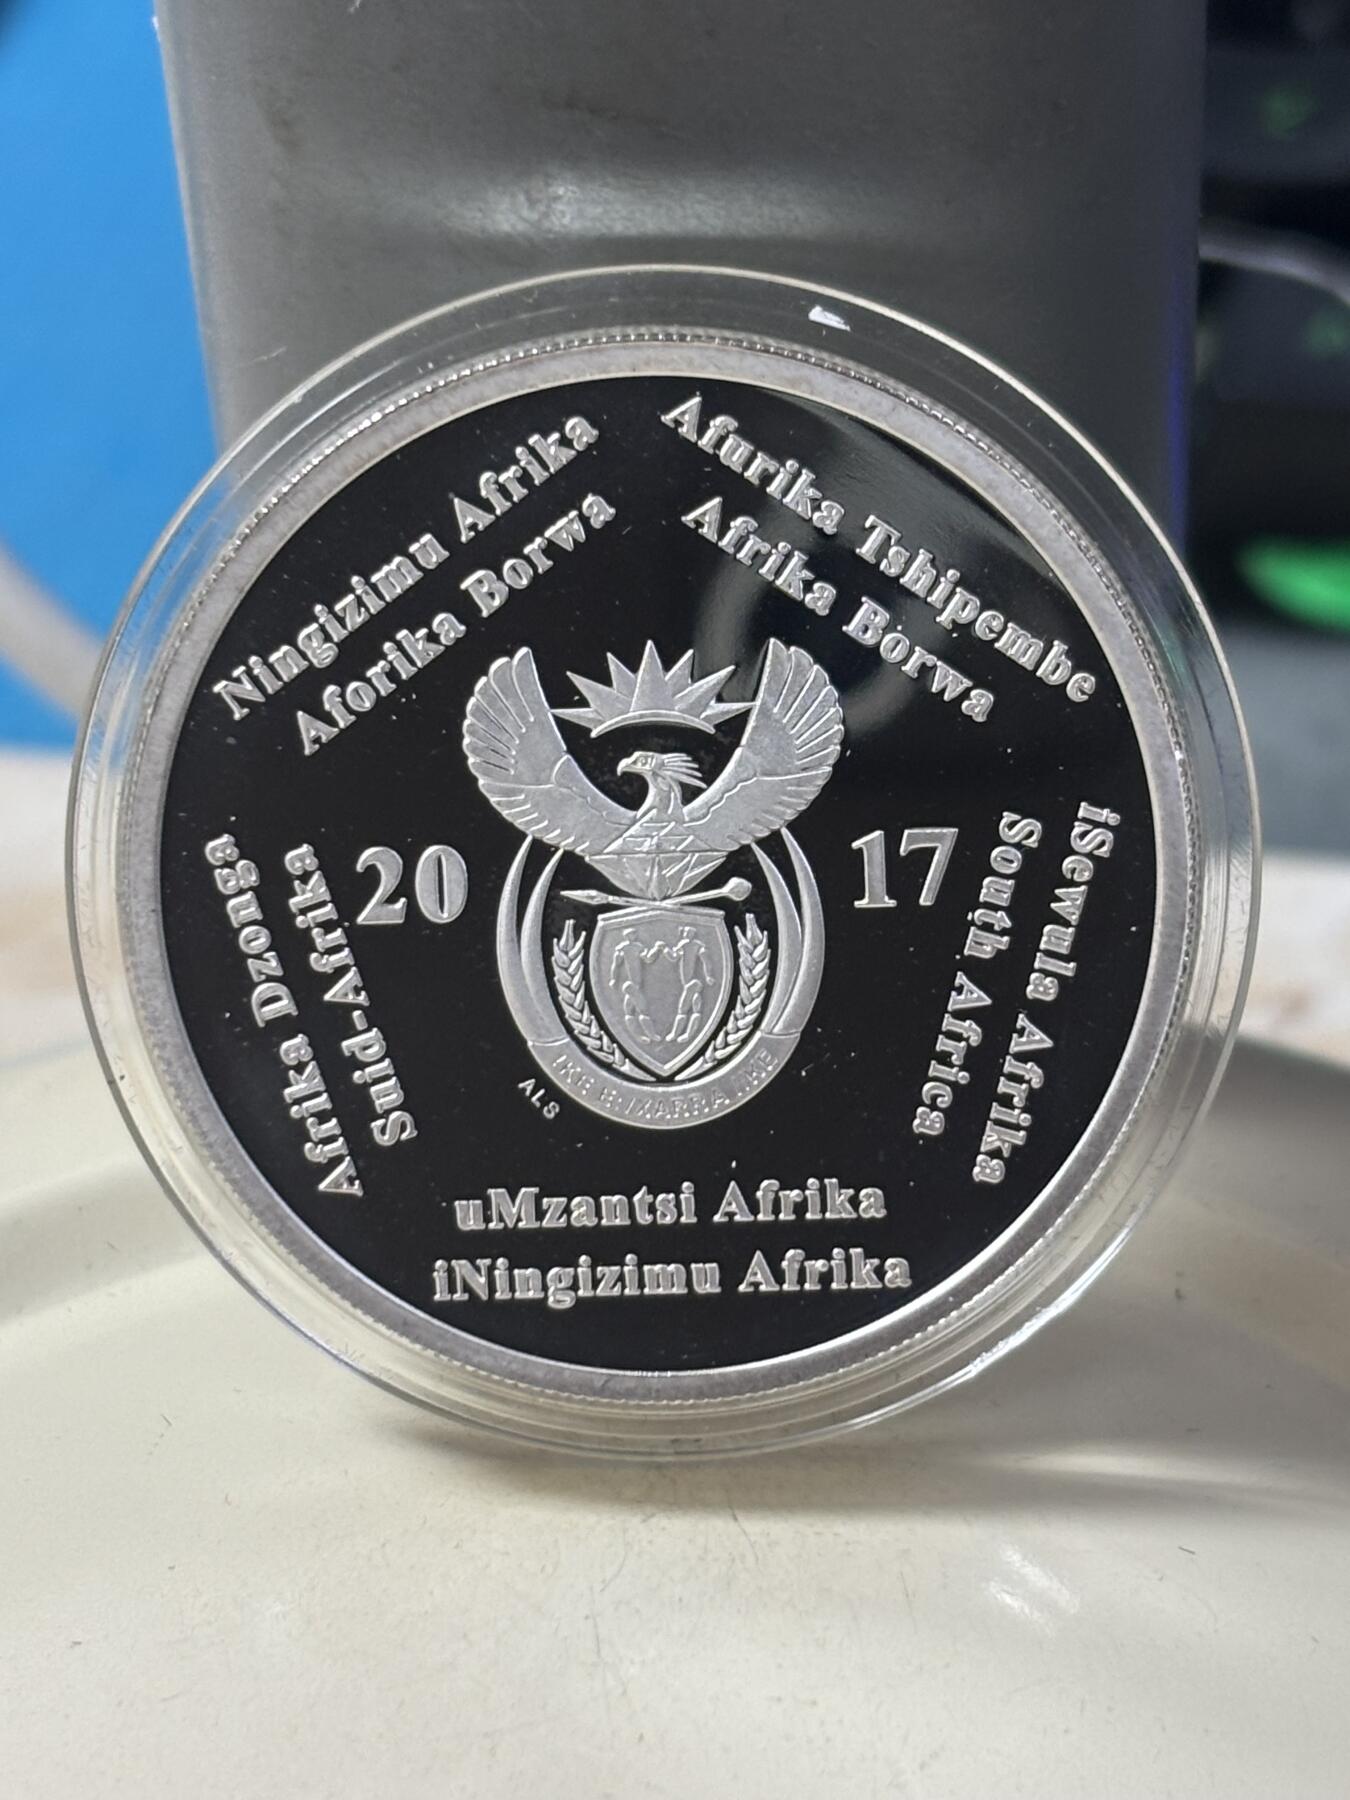 Ningizimu Afrika
Aforika Borwa
Afurika Tshipembe
Afrika Borwa
Afrika Dzonga
Suid-Afrika
20
17
iSewula Afrika
South Africa
ALS
uMzantsi Afrika
iNingizimu Afrika